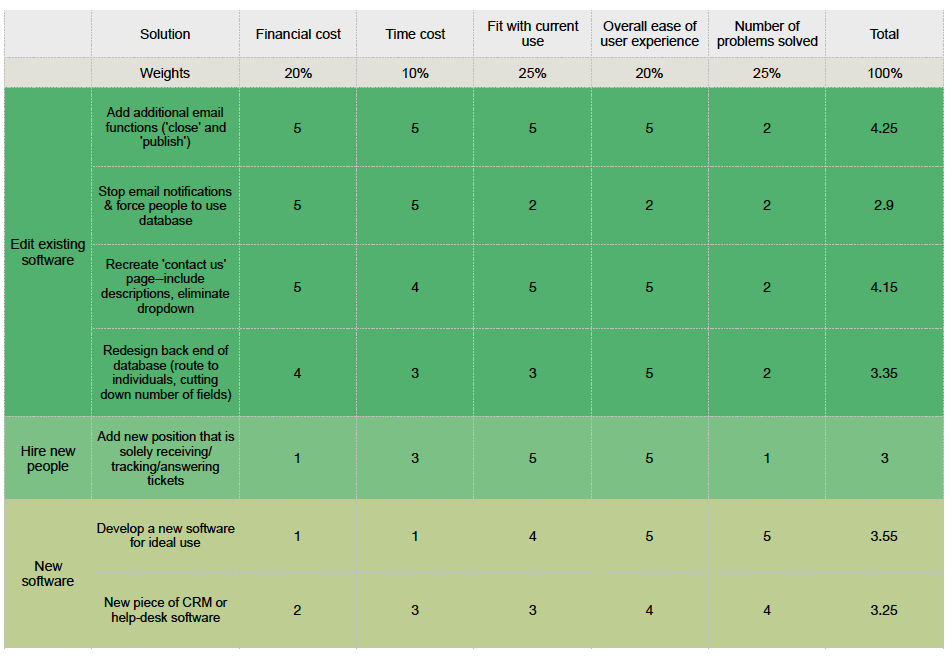 Solution Financial cost Time cost Fit with current use Overall ease of user experience Number of problems solved Total
Weights 20% 10% 25% 20% 25% 100%
Edit existing
software
Add additional email
functions ('close' and
'publish')
5 5 5 5 2 4.25
Stop email notifications
& force people to use
database
5 5 2 2 2 2.9
Recreate 'contact us'
page--include
descriptions, eliminate
dropdown
5 4 5 5 2 4.15
Redesign back end of
database (route to
individuals, cutting
down number of fields)
4 3 3 5 2 3.35
Hire new
people
Add new position that is
solely receiving/
tracking/answering
tickets
1 3 5 5 1 3
New
software
Develop a new software
for ideal use
1 1 4 5 5 3.55
New piece of CRM or
help-desk software
2 3 3 4 4 3.25